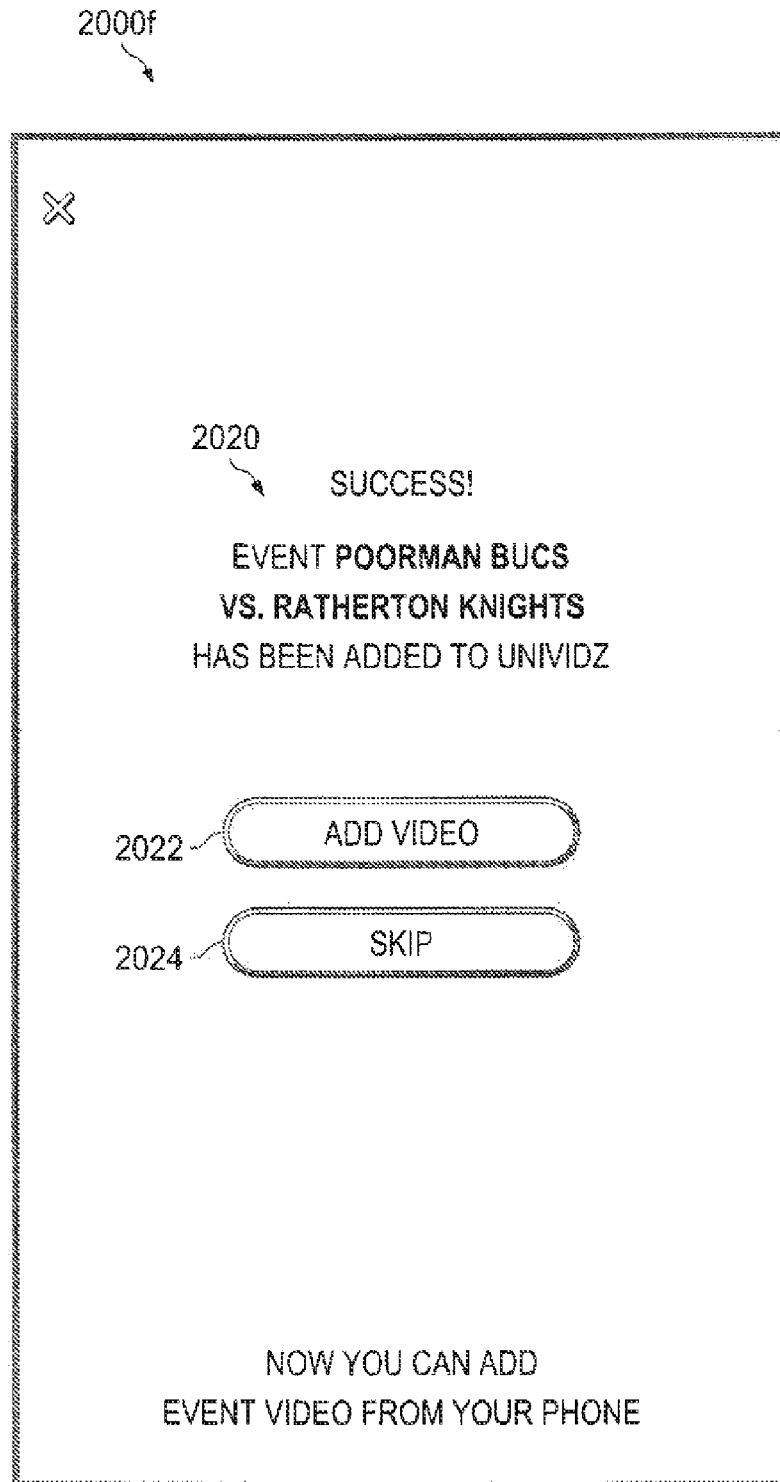 2000f
2020
SUCCESS!
EVENT POORMAN BUCS
VS. RATHERTON KNIGHTS
HAS BEEN ADDED TO UNIVIDZ
2022
ADD VIDEO
2024
SKIP
NOW YOU CAN ADD
EVENT VIDEO FROM YOUR PHONE